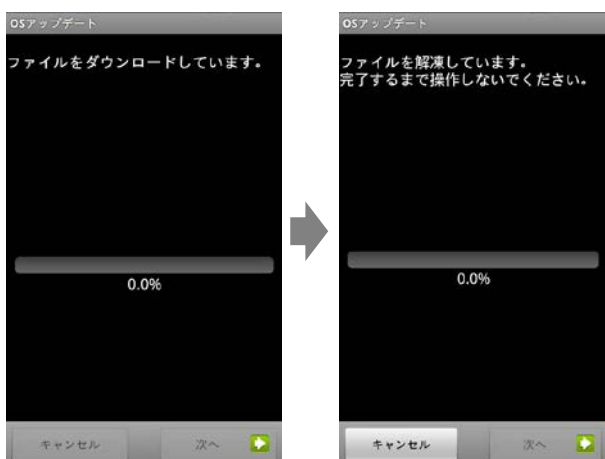 OSアップデート
ファイルをダウンロードしています。
0.0%
キャンセル
次へ
OSアップデート
ファイルを解凍しています。
完了するまで操作しないでください。
0.0%
キャンセル
次へ